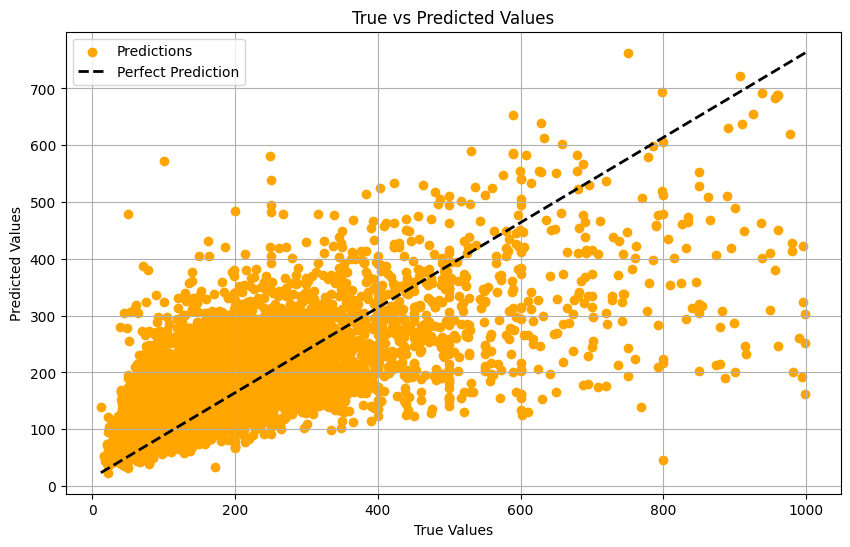 True vs Predicted Values
Predictions
Perfect Prediction
Predicted Values
700
600
500
400
300
200
100
0
0 200 400 600 800 1000
True Values